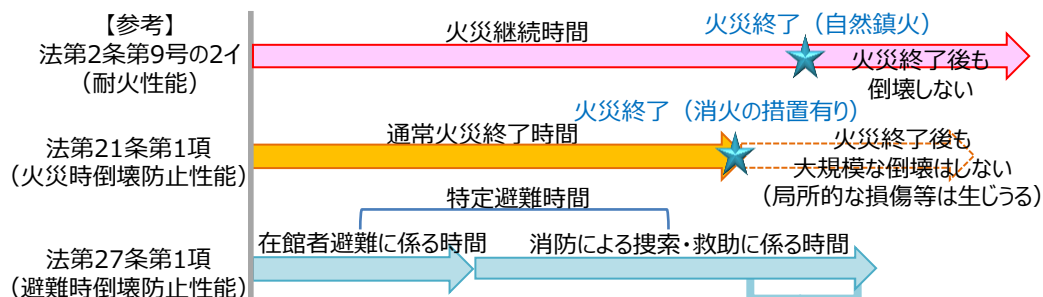 【参考】
法第2条第9号の2イ
（耐火性能）
火災継続時間
火災終了（自然鎮火）
火災終了後も
倒壊しない
法第21条第1項
（火災時倒壊防止性能）
通常火災終了時間
火災終了（消火の措置有り）
火災終了後も
大規模な倒壊はしない
（局所的な損傷等は生じうる）
法第27条第1項
（避難時倒壊防止性能）
特定避難時間
在館者避難に係る時間
消防による捜索・救助に係る時間